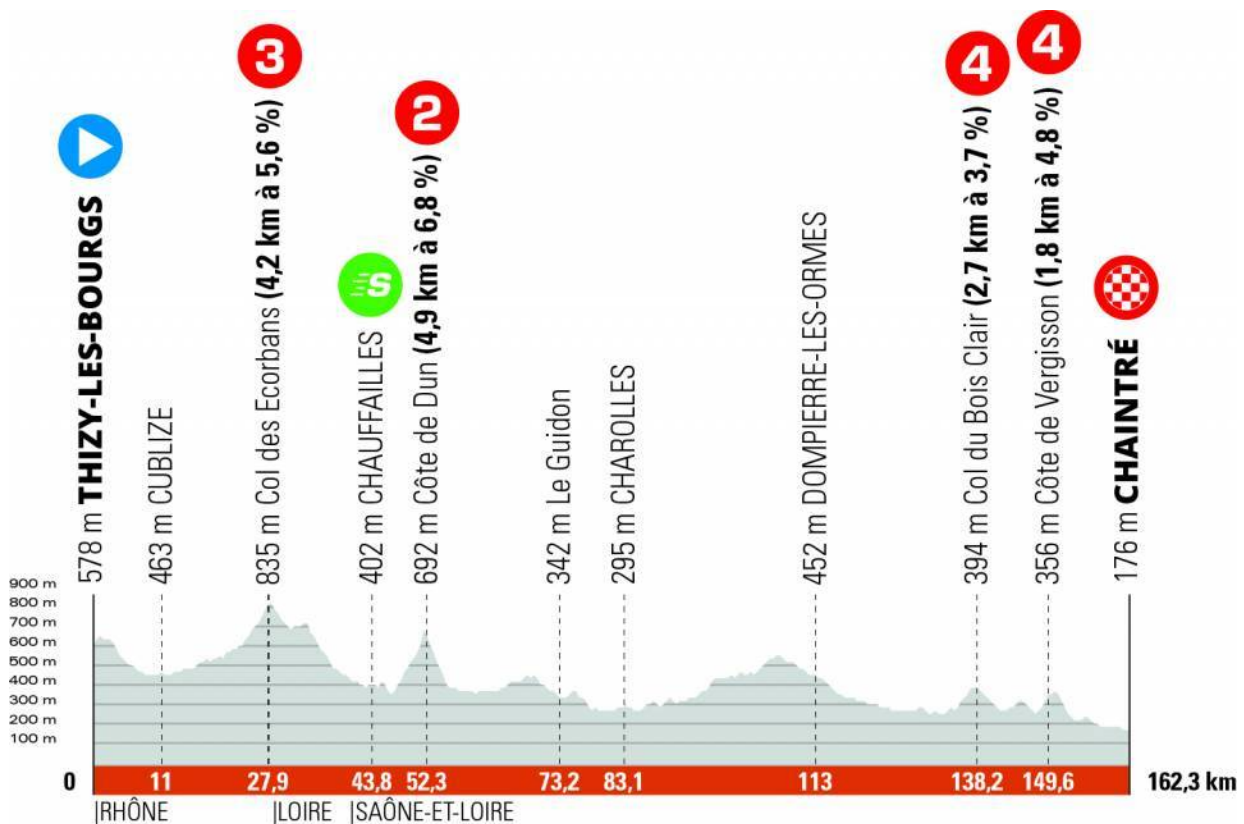 3
2
4
4
S
578 m THIZY-LES-BOURGS
463 m CUBLIZE
835 m Col des Ecorbans (4,2 km à 5,6 %)
402 m CHAUFFAILLES
692 m Côte de Dun (4,9 km à 6,8 %)
342 m Le Guidon
295 m CHAROLLES
452 m DOMPIERRE-LES-ORMES
394 m Col du Bois Clair (2,7 km à 3,7 %)
356 m Côte de Vergisson (1,8 km à 4,8 %)
176 m CHAINTRÉ
900 m
800 m
700 m
600 m
500 m
400 m
300 m
200 m
100 m
0 11 27,9 43,8 52,3 73,2 83,1 113 138,2 149,6 162,3 km
|RHÔNE |LOIRE |SAÔNE-ET-LOIRE